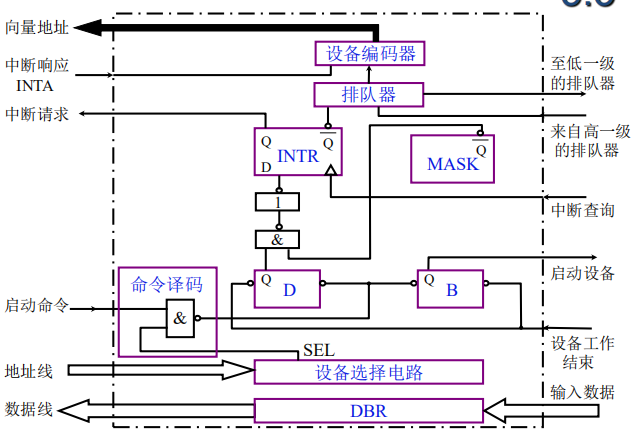 向量地址
设备编码器
中断响应
INTA
至低一级
的排队器
排队器
中断请求
来自高一级
的排队器
Q
Q
D
INTR
Q
MASK
1
中断查询
&
命令译码
Q
D
Q
B
启动设备
启动命令
&
设备工作
结束
SEL
地址线
设备选择电路
输入数据
数据线
DBR